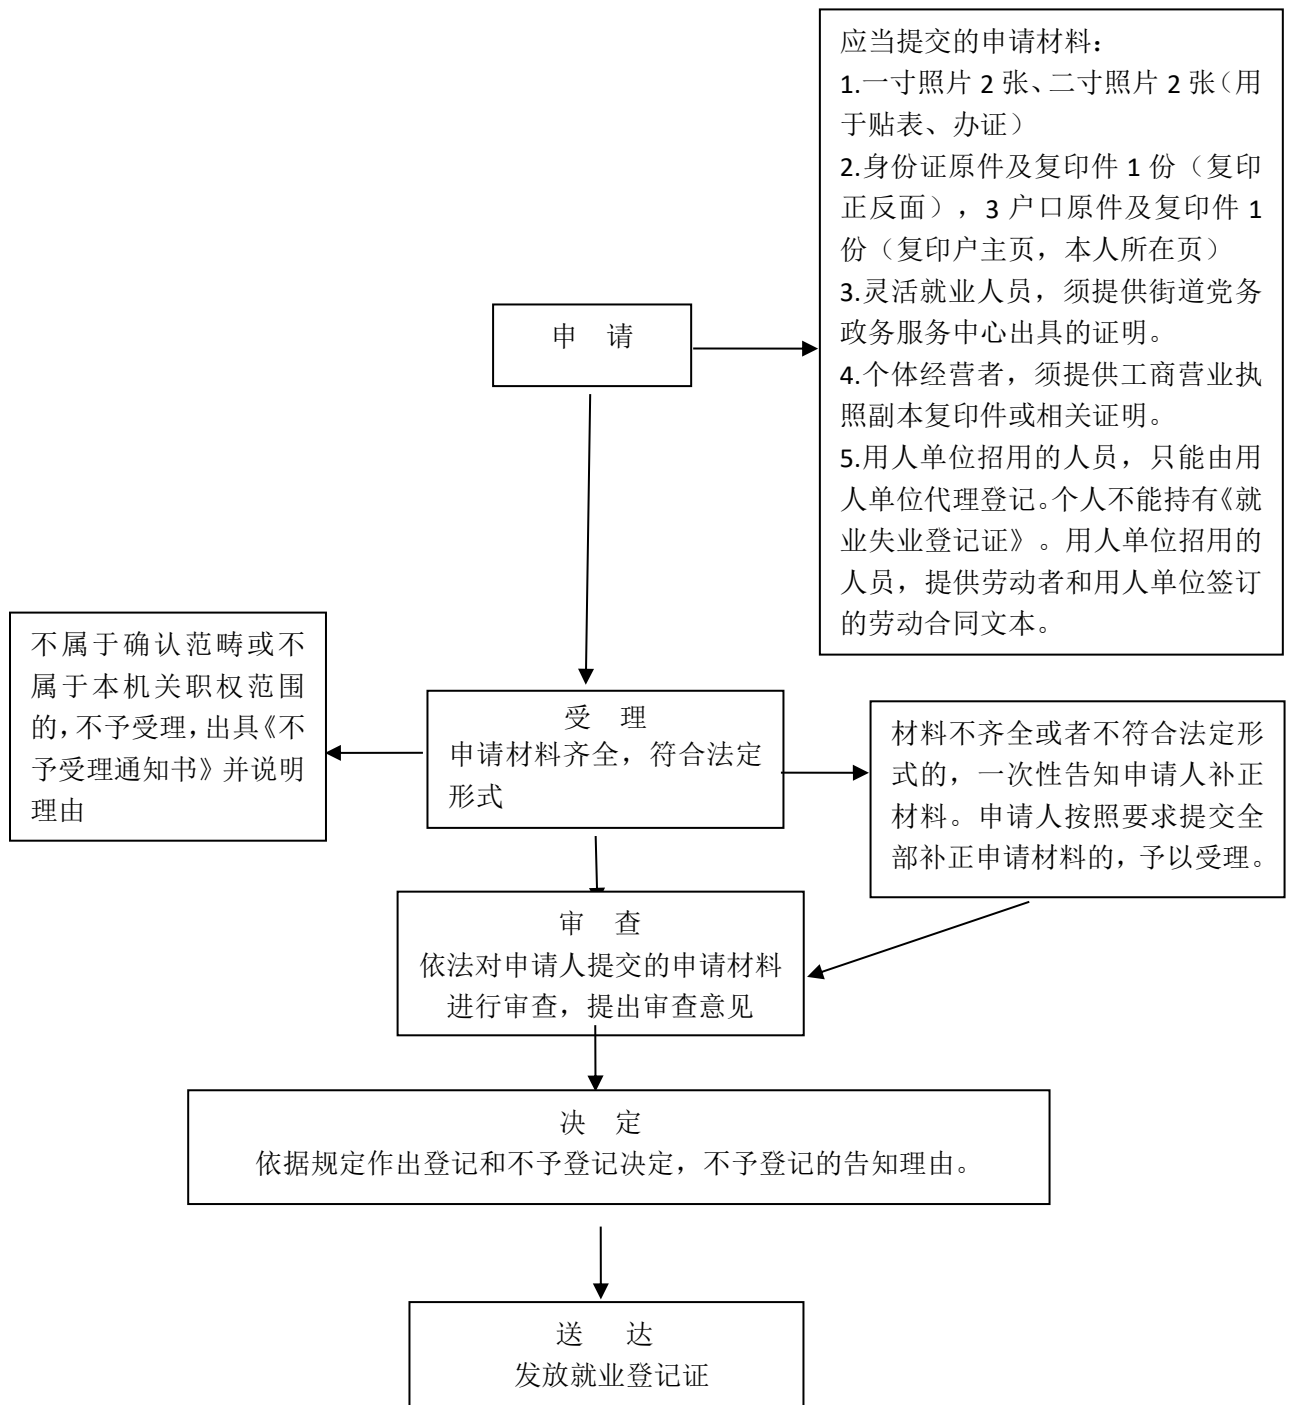 应当提交的申请材料：
1.一寸照片 2 张、二寸照片 2 张（用
于贴表、办证）
2.身份证原件及复印件 1 份（复印
正反面），3 户口原件及复印件 1
份（复印户主页，本人所在页）
3.灵活就业人员，须提供街道党务
政务服务中心出具的证明。
4.个体经营者，须提供工商营业执
照副本复印件或相关证明。
5.用人单位招用的人员，只能由用
人单位代理登记。个人不能持有《就
业失业登记证》。用人单位招用的
人员，提供劳动者和用人单位签订
的劳动合同文本。
申 请
不属于确认范畴或不
属于本机关职权范围
的，不予受理，出具《不
予受理通知书》并说明
理由
受 理
申请材料齐全，符合法定
形式
材料不齐全或者不符合法定形
式的，一次性告知申请人补正
材料。申请人按照要求提交全
部补正申请材料的，予以受理。
审 查
依法对申请人提交的申请材料
进行审查，提出审查意见
决 定
依据规定作出登记和不予登记决定，不予登记的告知理由。
送 达
发放就业登记证